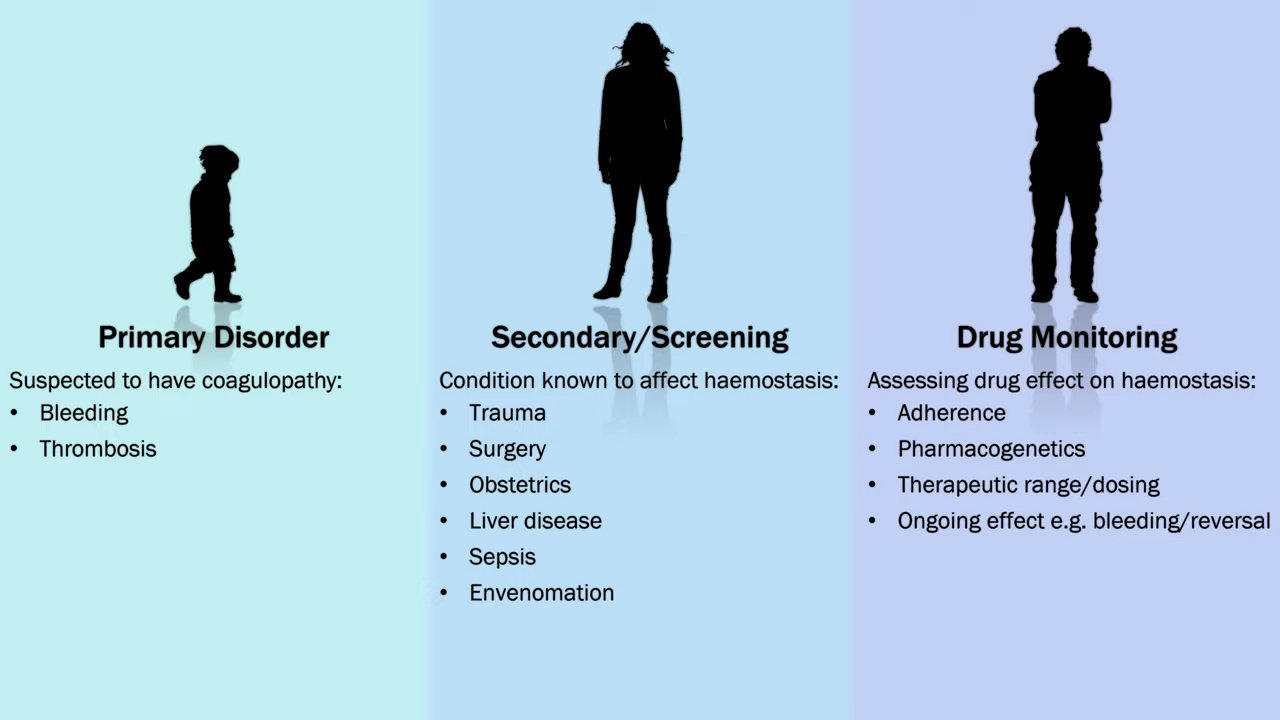 Primary Disorder
Suspected to have coagulopathy:
• Bleeding
• Thrombosis
Secondary/Screening
Condition known to affect haemostasis:
• Trauma
• Surgery
• Obstetrics
• Liver disease
• Sepsis
• Envenomation
Drug Monitoring
Assessing drug effect on haemostasis:
• Adherence
• Pharmacogenetics
• Therapeutic range/dosing
• Ongoing effect e.g. bleeding/reversal